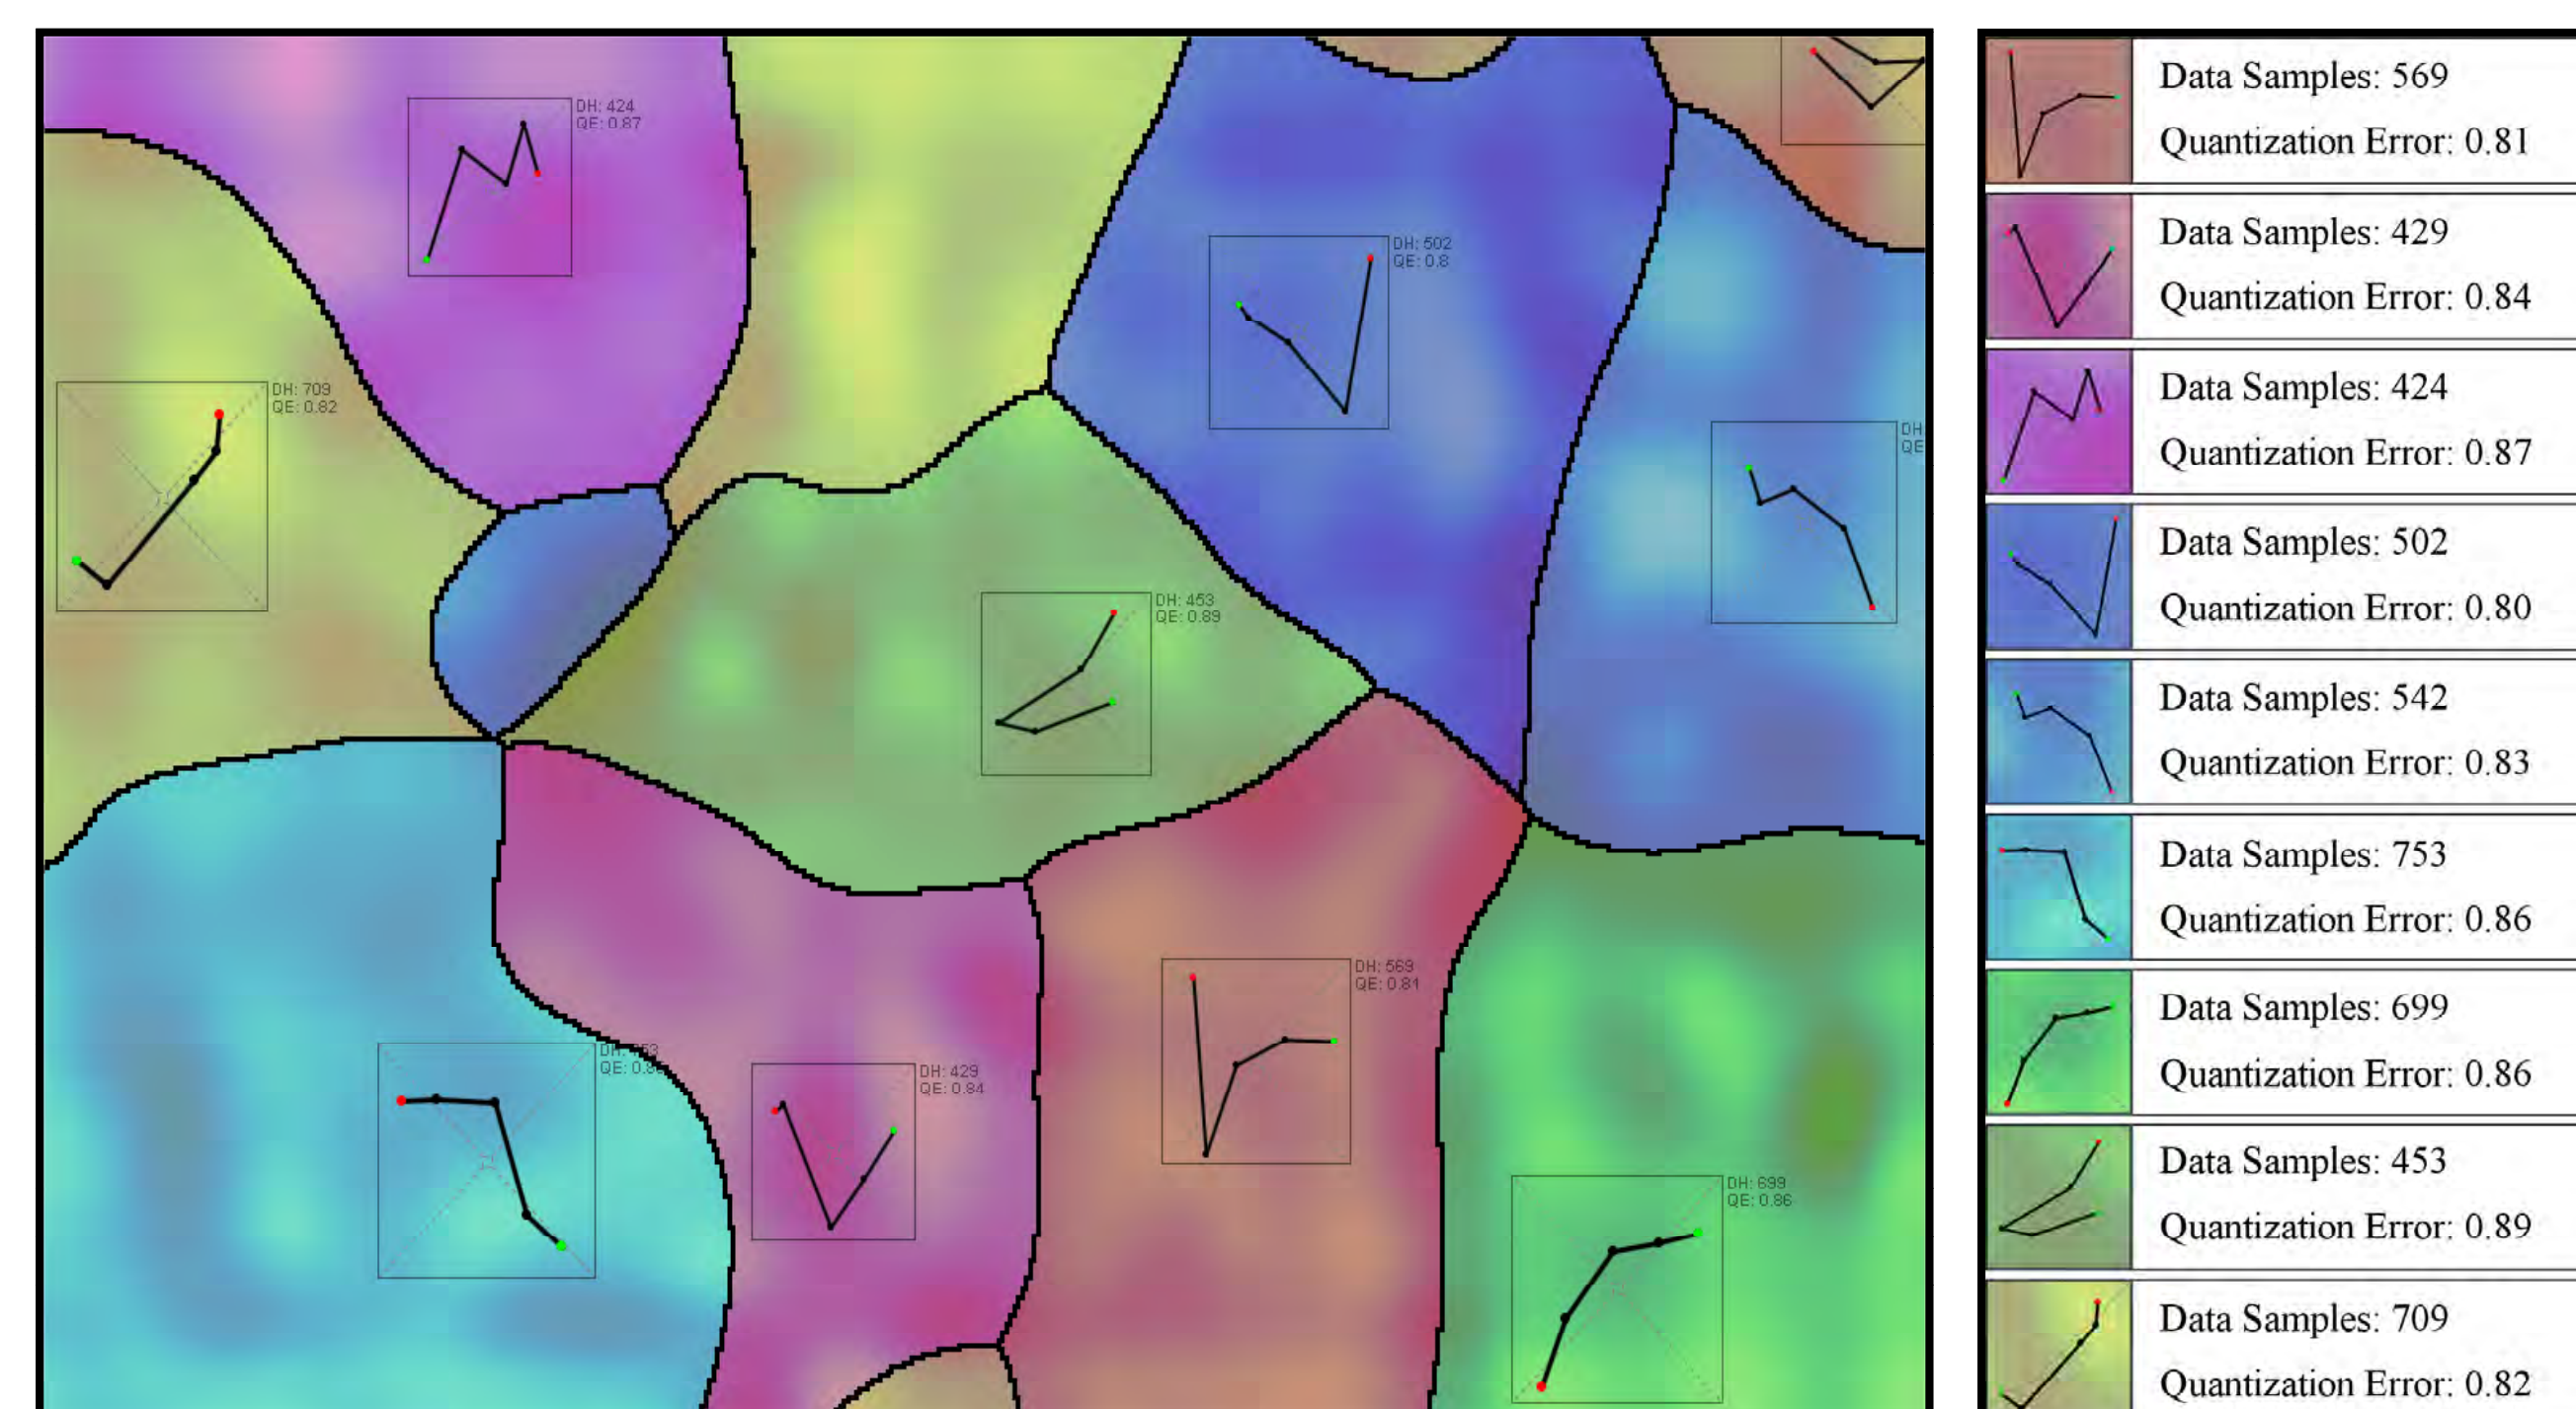 DH: 424
QE: 0.87
DH: 502
QE: 0.8
DH: 709
QE: 0.82
DH
QE
DH: 453
QE: 0.89
DH: 569
QE: 0.81
QE: 0.8
DH: 429
QE: 0.84
DH: 699
QE: 0.86
Data Samples: 569
Quantization Error: 0.81
Data Samples: 429
Quantization Error: 0.84
Data Samples: 424
Quantization Error: 0.87
Data Samples: 502
Quantization Error: 0.80
Data Samples: 542
Quantization Error: 0.83
Data Samples: 753
Quantization Error: 0.86
Data Samples: 699
Quantization Error: 0.86
Data Samples: 453
Quantization Error: 0.89
Data Samples: 709
Quantization Error: 0.82